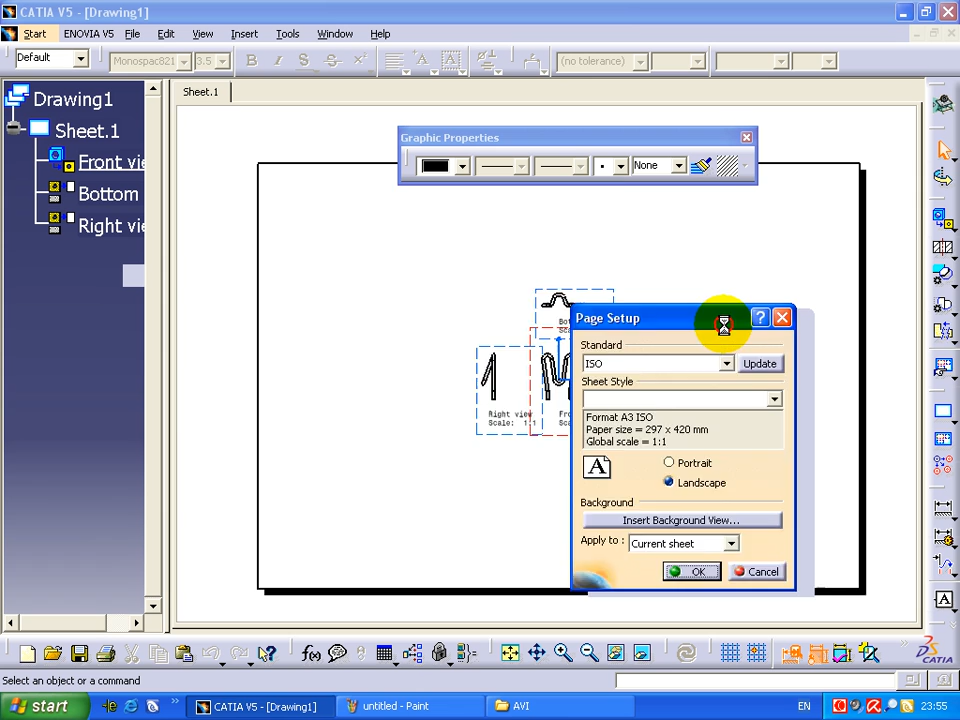 CATIA V5 - [Drawing1]
Start ENOVIA V5 File Edit View Insert Tools Window Help
Default Monospac821 3.5 B I S S (no tolerance)
Drawing1
Sheet.1
Front vi
Bottom
Right vi
Sheet.1
Graphic Properties
None
Right view
Scale: 1:1
Page Setup
Standard
ISO
Update
Sheet Style
Format A3 ISO
Paper size = 297 x 420 mm
Global scale = 1:1
A
Portrait
Landscape
Background
Insert Background View...
Apply to :
Current sheet
OK
Cancel
f(x)
CATIA
Select an object or a command
start
CATIA V5 - [Drawing1]
untitled - Paint
AVI
EN
23:55